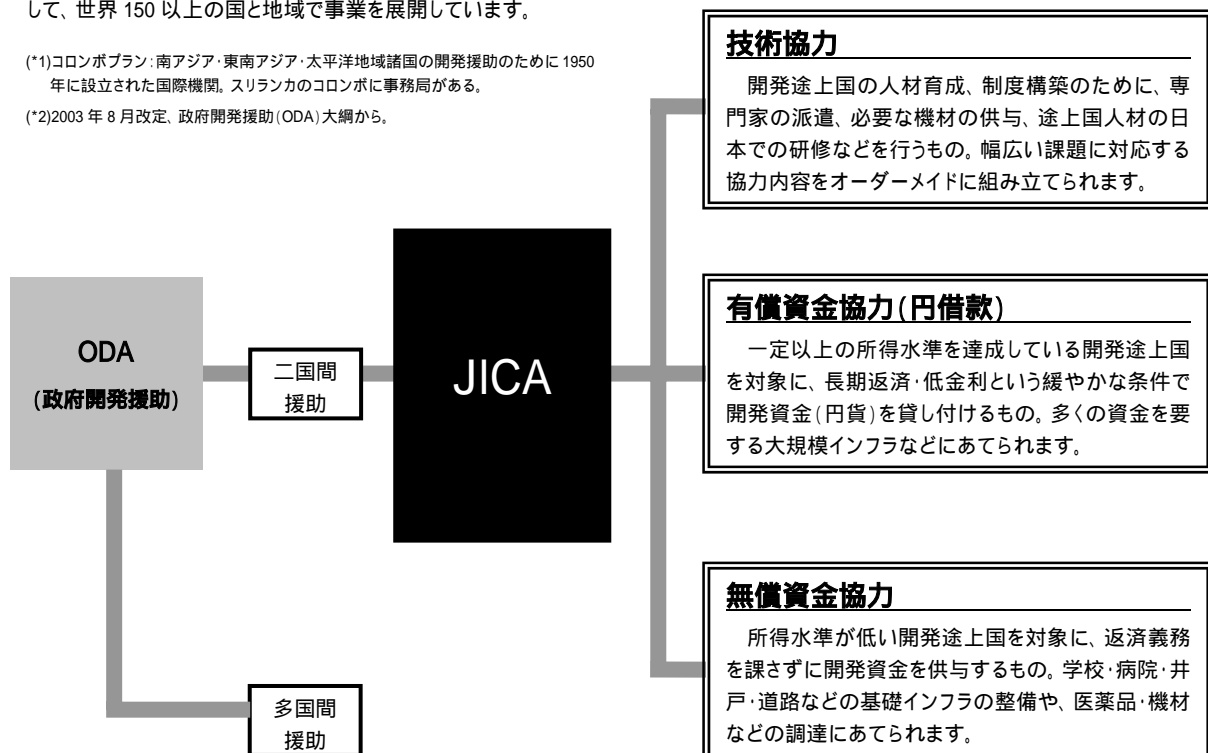 して、世界 150 以上の国と地域で事業を展開しています。
(*1)コロンボプラン:南アジア・東南アジア・太平洋地域諸国の開発援助のために 1950
年に設立された国際機関。スリランカのコロンボに事務局がある。
(*2)2003 年 8 月改定、政府開発援助(ODA)大綱から。
ODA
(政府開発援助)
二国間
援助
多国間
援助
JICA
技術協力
開発途上国の人材育成、制度構築のために、専
門家の派遣、必要な機材の供与、途上国人材の日
本での研修などを行うもの。幅広い課題に対応する
協力内容をオーダーメイドに組み立てられます。
有償資金協力(円借款)
一定以上の所得水準を達成している開発途上国
を対象に、長期返済・低金利という緩やかな条件で
開発資金(円貨)を貸し付けるもの。多くの資金を要
する大規模インフラなどにあてられます。
無償資金協力
所得水準が低い開発途上国を対象に、返済義務
を課さずに開発資金を供与するもの。学校・病院・井
戸・道路などの基礎インフラの整備や、医薬品・機材
などの調達にあてられます。